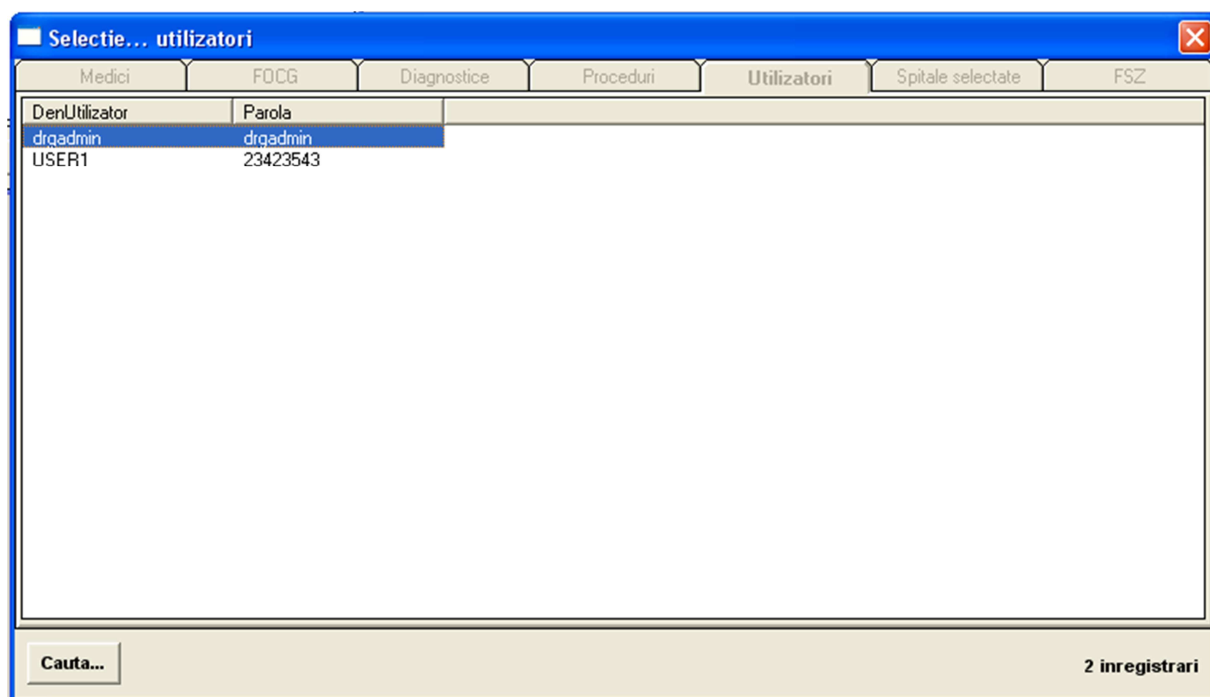 Selectie... utilizatori
Medici FOCG Diagnostice Proceduri Utilizatori Spitale selectate FSZ
DenUtilizator Parola
drgadmin drgadmin
USER1 23423543
Cauta... 2 inregistrari